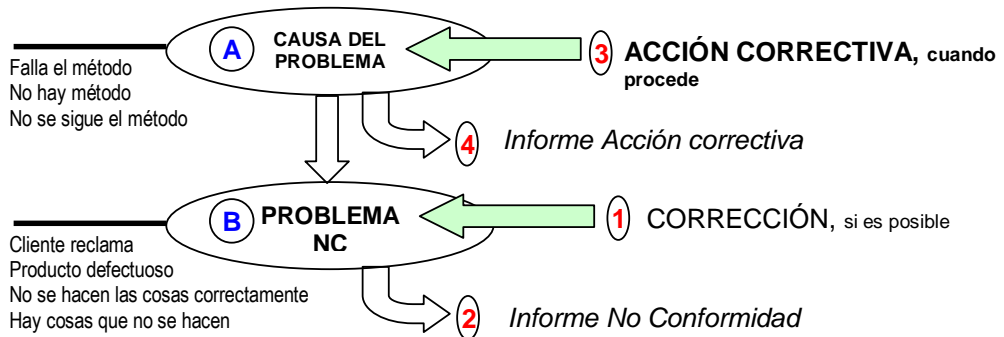 A
CAUSA DEL
PROBLEMA
3
ACCIÓN CORRECTIVA, cuando
procede
Falla el método
No hay método
No se sigue el método
4
Informe Acción correctiva
B
PROBLEMA
NC
1
CORRECCIÓN, si es posible
Cliente reclama
Producto defectuoso
No se hacen las cosas correctamente
Hay cosas que no se hacen
2
Informe No Conformidad